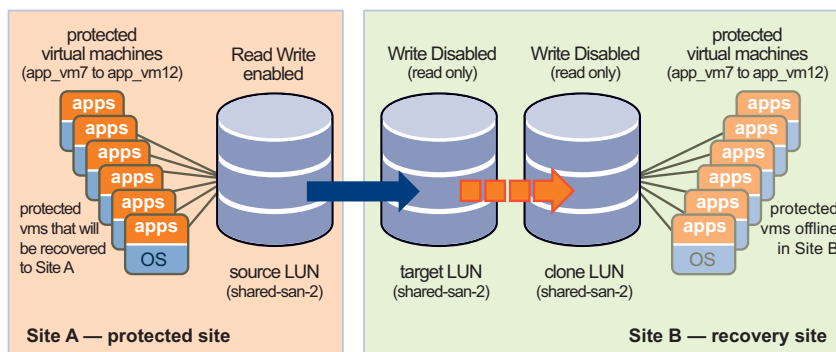 protected
virtual machines
(app_vm7 to app_vm12)
Read Write
enabled
Write Disabled
(read only)
Write Disabled
(read only)
protected
virtual machines
(app_vm7 to app_vm12)
apps
apps
apps
apps
apps
apps
OS
apps
apps
apps
apps
apps
apps
OS
protected
vms that will
be recovered
to Site A
protected
vms offline
in Site B
source LUN
(shared-san-2)
target LUN
(shared-san-2)
clone LUN
(shared-san-2)
Site A — protected site
Site B — recovery site